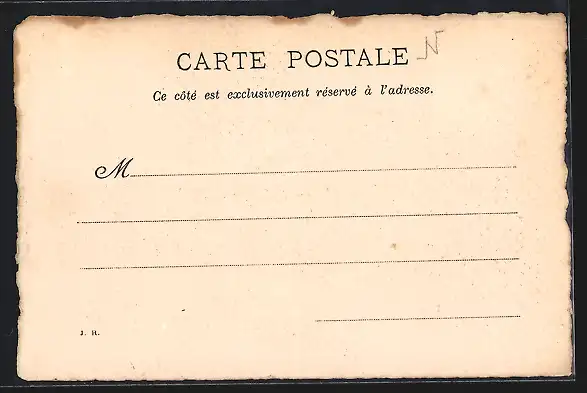 CARTE POSTALE N
Ce côté est exclusivement réservé à l'adresse.
M
J. H.